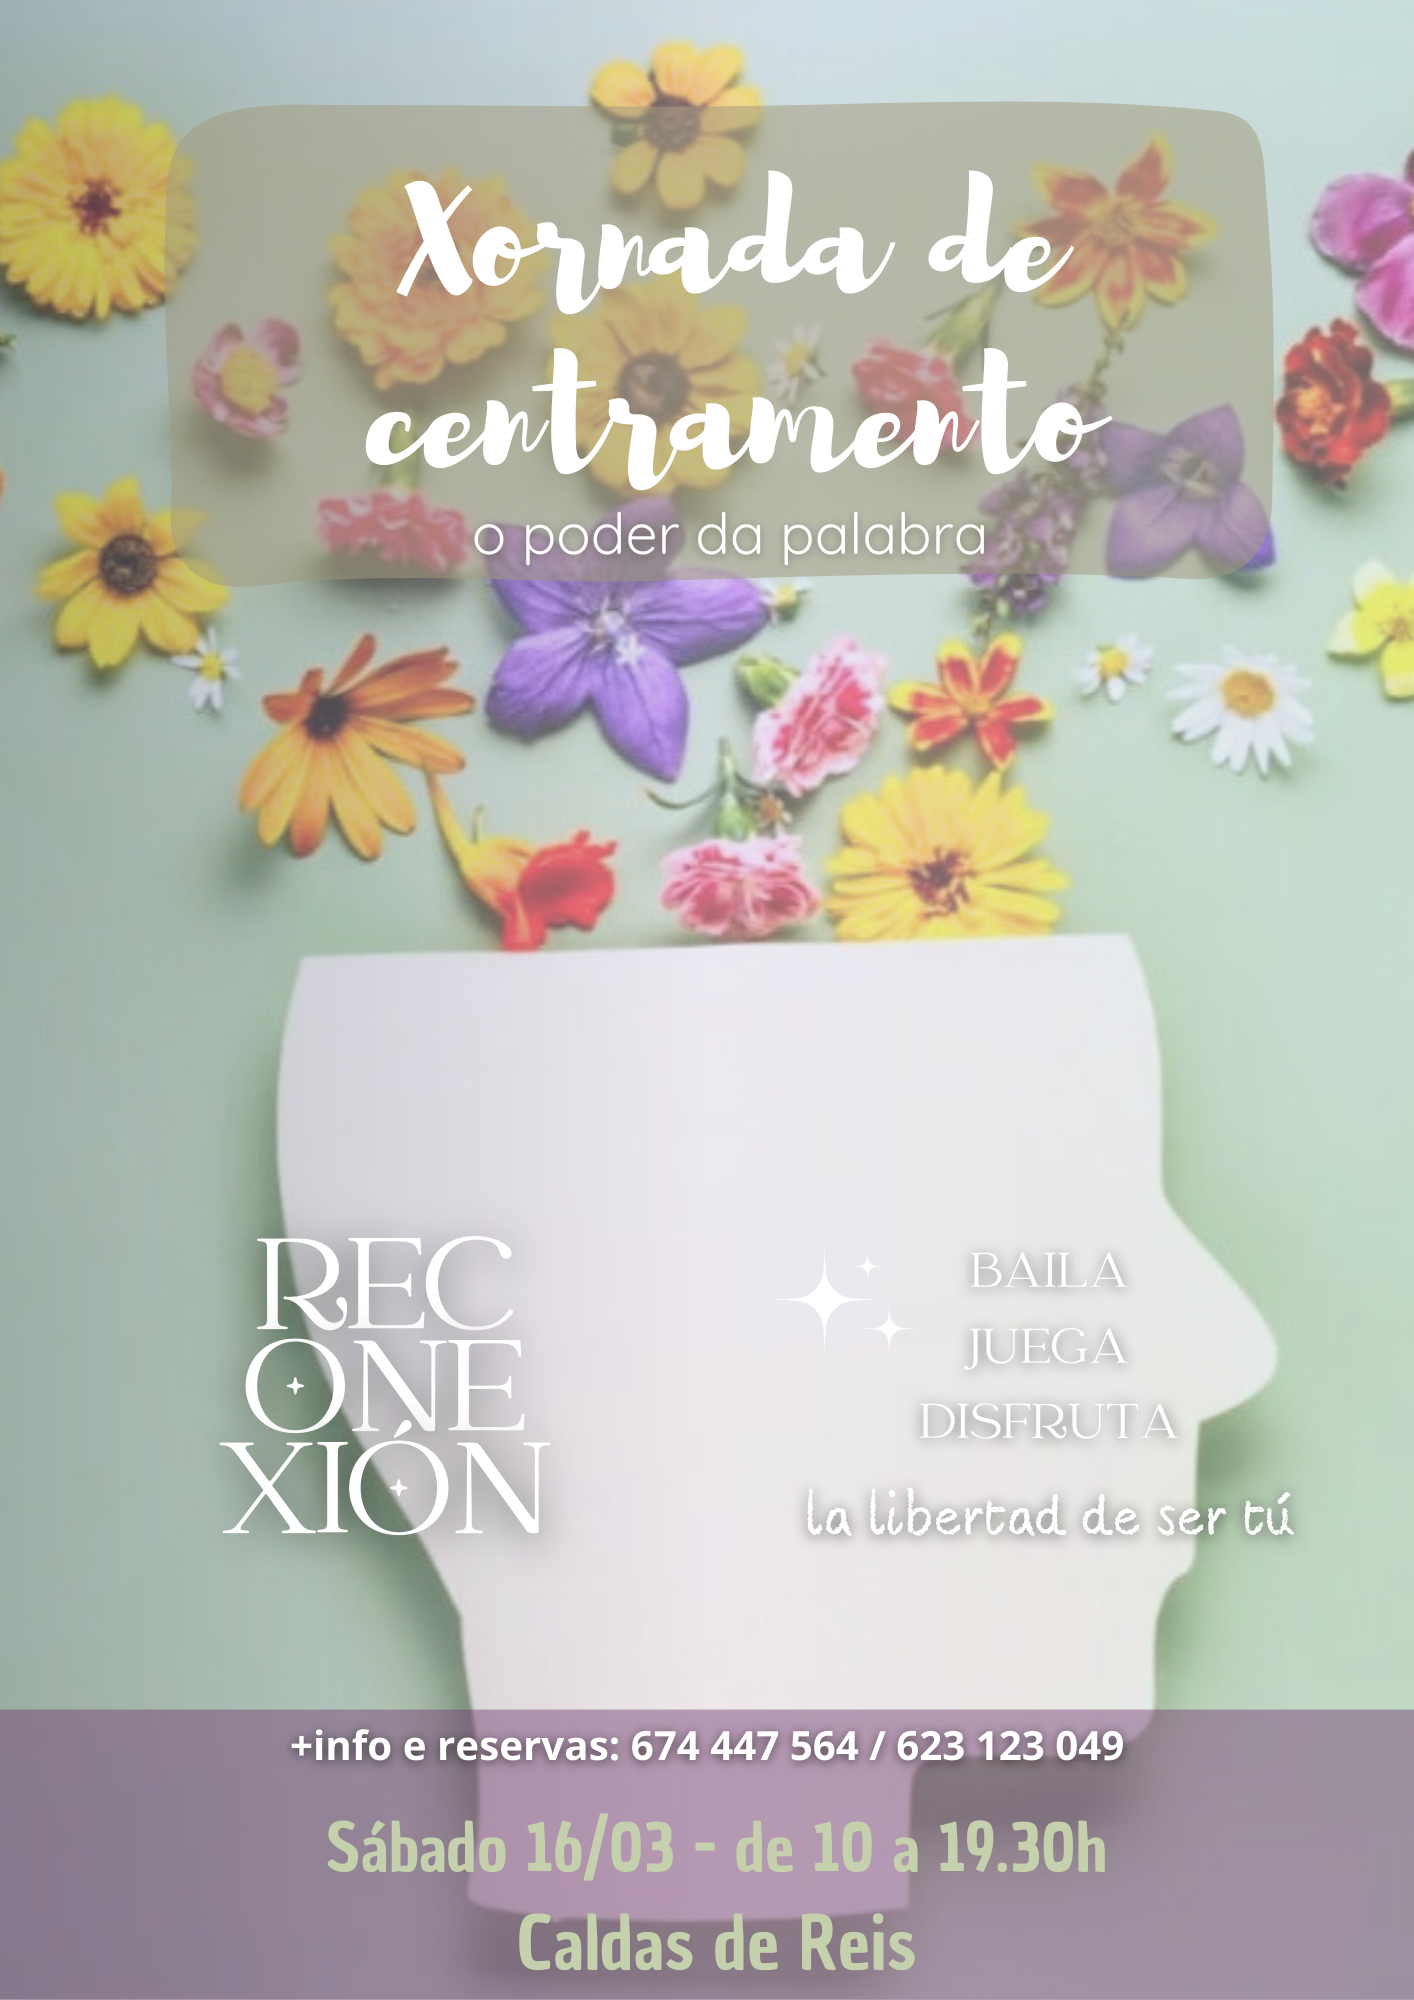 Xornada de
centramento
o poder da palabra
REC
ONE
XIÓN
BAILA
JUEGA
DISFRUTA
la libertad de ser tú
+info e reservas: 674 447 564 / 623 123 049
Sábado 16/03 - de 10 a 19.30h
Caldas de Reis